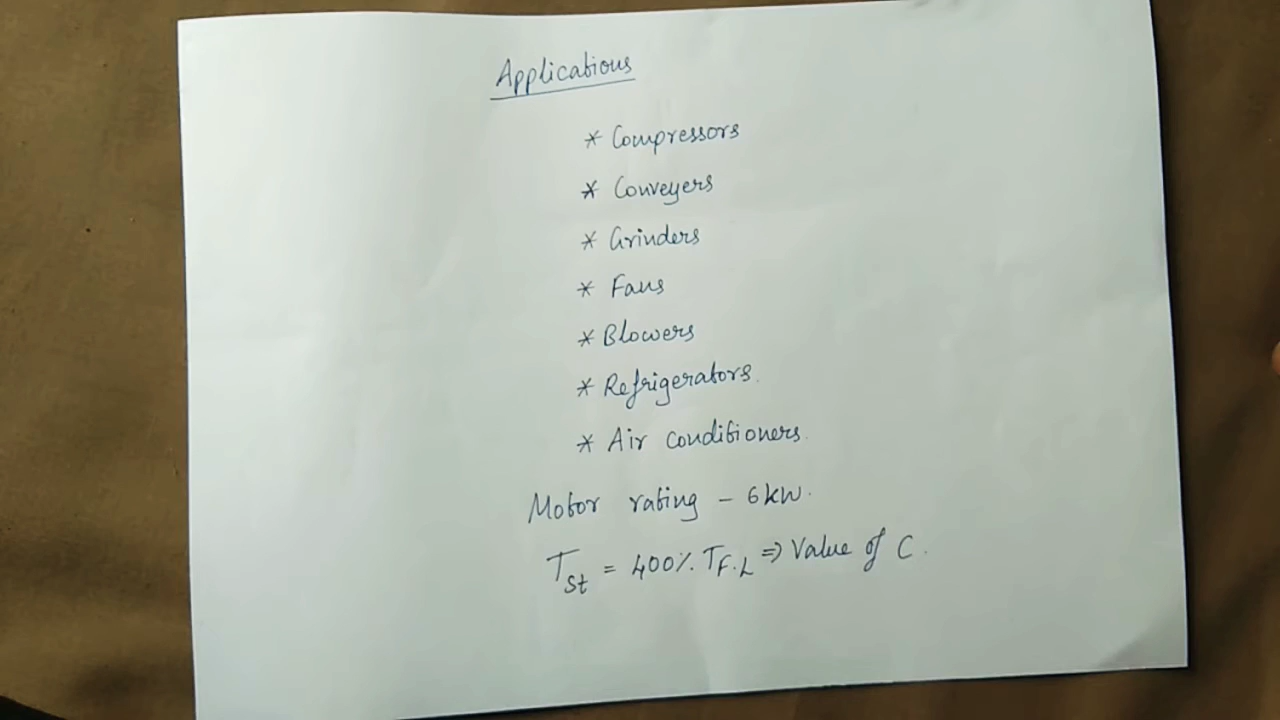 Applications
* Compressors
* Conveyers
* Grinders
* Fans
* Blowers
* Refrigerators.
* Air conditioners.
Motor rating - 6kW.
Tst = 400% TF.L => Value of C.